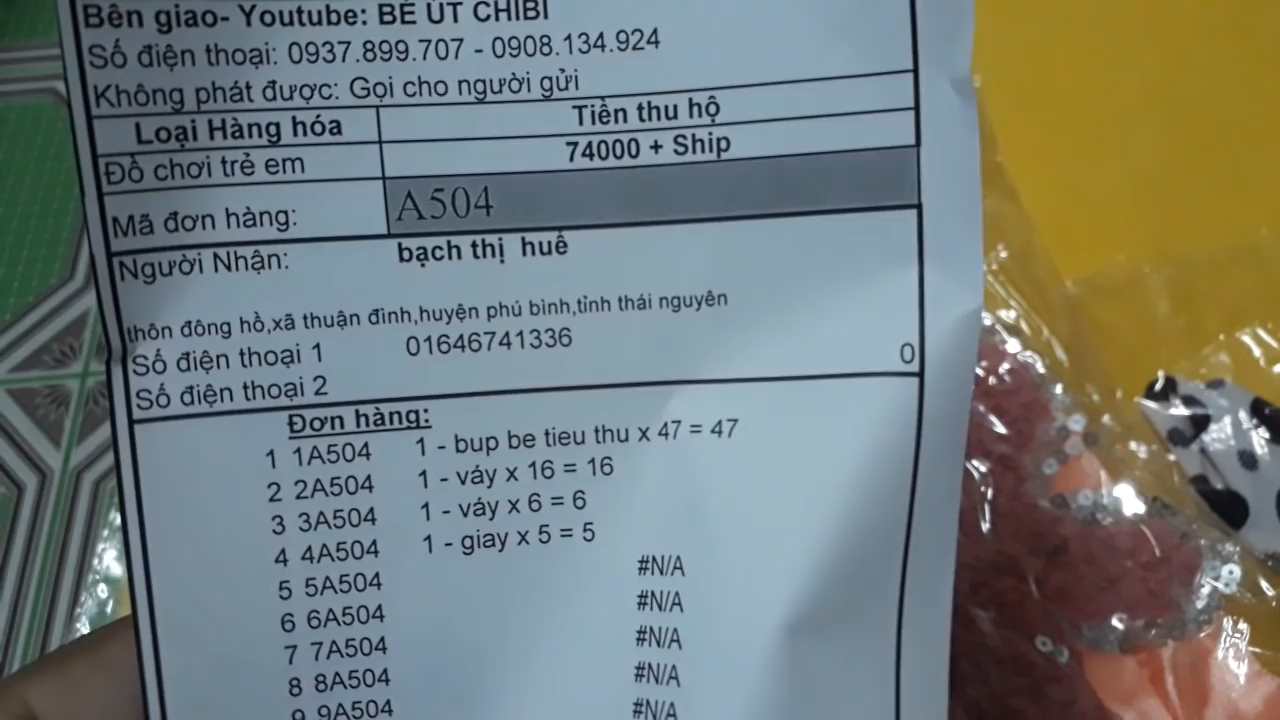 Bên giao- Youtube: BÉ ÚT CHIBI
Số điện thoại: 0937.899.707 - 0908.134.924
Không phát được: Gọi cho người gửi
Loại Hàng hóa Tiền thu hộ
Đồ chơi trẻ em 74000 + Ship
Mã đơn hàng: A504
Người Nhận: bạch thị huê
thôn đông hồ,xã thuận đình,huyện phú bình,tỉnh thái nguyên
Số điện thoại 1 01646741336
Số điện thoại 2 0
Đơn hàng:
1 1A504 1 - bup be tieu thu x 47 = 47
2 2A504 1 - váy x 16 = 16
3 3A504 1 - váy x 6 = 6
4 4A504 1 - giay x 5 = 5
5 5A504 #N/A
6 6A504 #N/A
7 7A504 #N/A
8 8A504 #N/A
9 9A504 #N/A